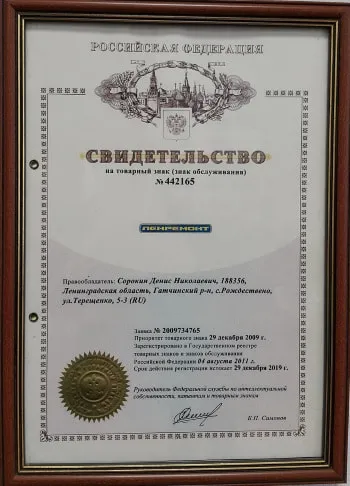 РОССИЙСКАЯ ФЕДЕРАЦИЯ
СВИДЕТЕЛЬСТВО
на товарный знак (знак обслуживания)
№ 442165
ЛБИРЕМОНТ
Правообладатель: Сорокин Денис Николаевич, 188356,
Ленинградская область, Гатчинский р-н, с.Рождествено,
ул.Терещенко, 5-3 (RU)
Заявка № 2009734765
Приоритет товарного знака 29 декабря 2009 г.
Зарегистрировано в Государственном реестре
товарных знаков и знаков обслуживания
Российской Федерации 04 августа 2011 г.
Срок действия регистрации истекает 29 декабря 2019 г.
Руководитель Федеральной службы по интеллектуальной
собственности, патентам и товарным знакам